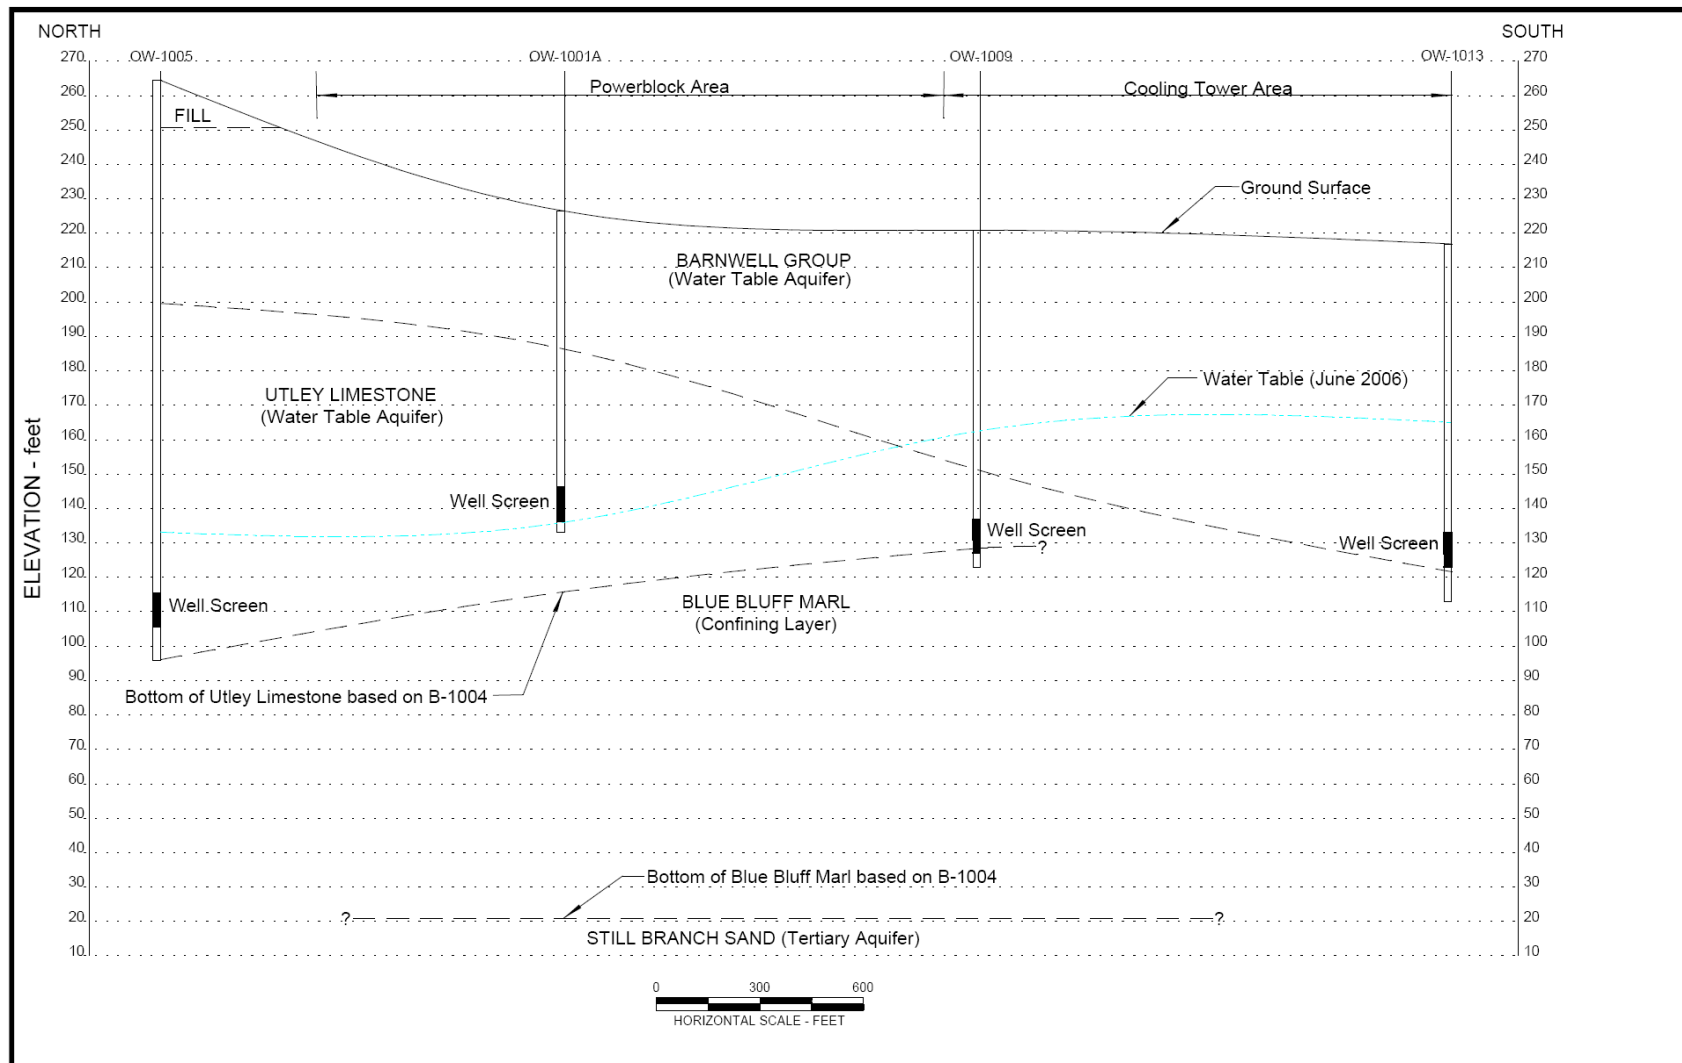 NORTH
SOUTH
OW-1005
OW-1001A
OW-1009
OW-1013
270
260
250
240
230
220
210
200
190
180
170
160
150
140
130
120
110
100
90
80
70
60
50
40
30
20
10
ELEVATION - feet
Powerblock Area
Cooling Tower Area
FILL
Ground Surface
BARNWELL GROUP
(Water Table Aquifer)
Water Table (June 2006)
UTLEY LIMESTONE
(Water Table Aquifer)
Well Screen
Well Screen
Well Screen
Well Screen
?
BLUE BLUFF MARL
(Confining Layer)
Bottom of Utley Limestone based on B-1004
Bottom of Blue Bluff Marl based on B-1004
?
?
STILL BRANCH SAND (Tertiary Aquifer)
270
260
250
240
230
220
210
200
190
180
170
160
150
140
130
120
110
100
90
80
70
60
50
40
30
20
10
0 300 600
HORIZONTAL SCALE - FEET